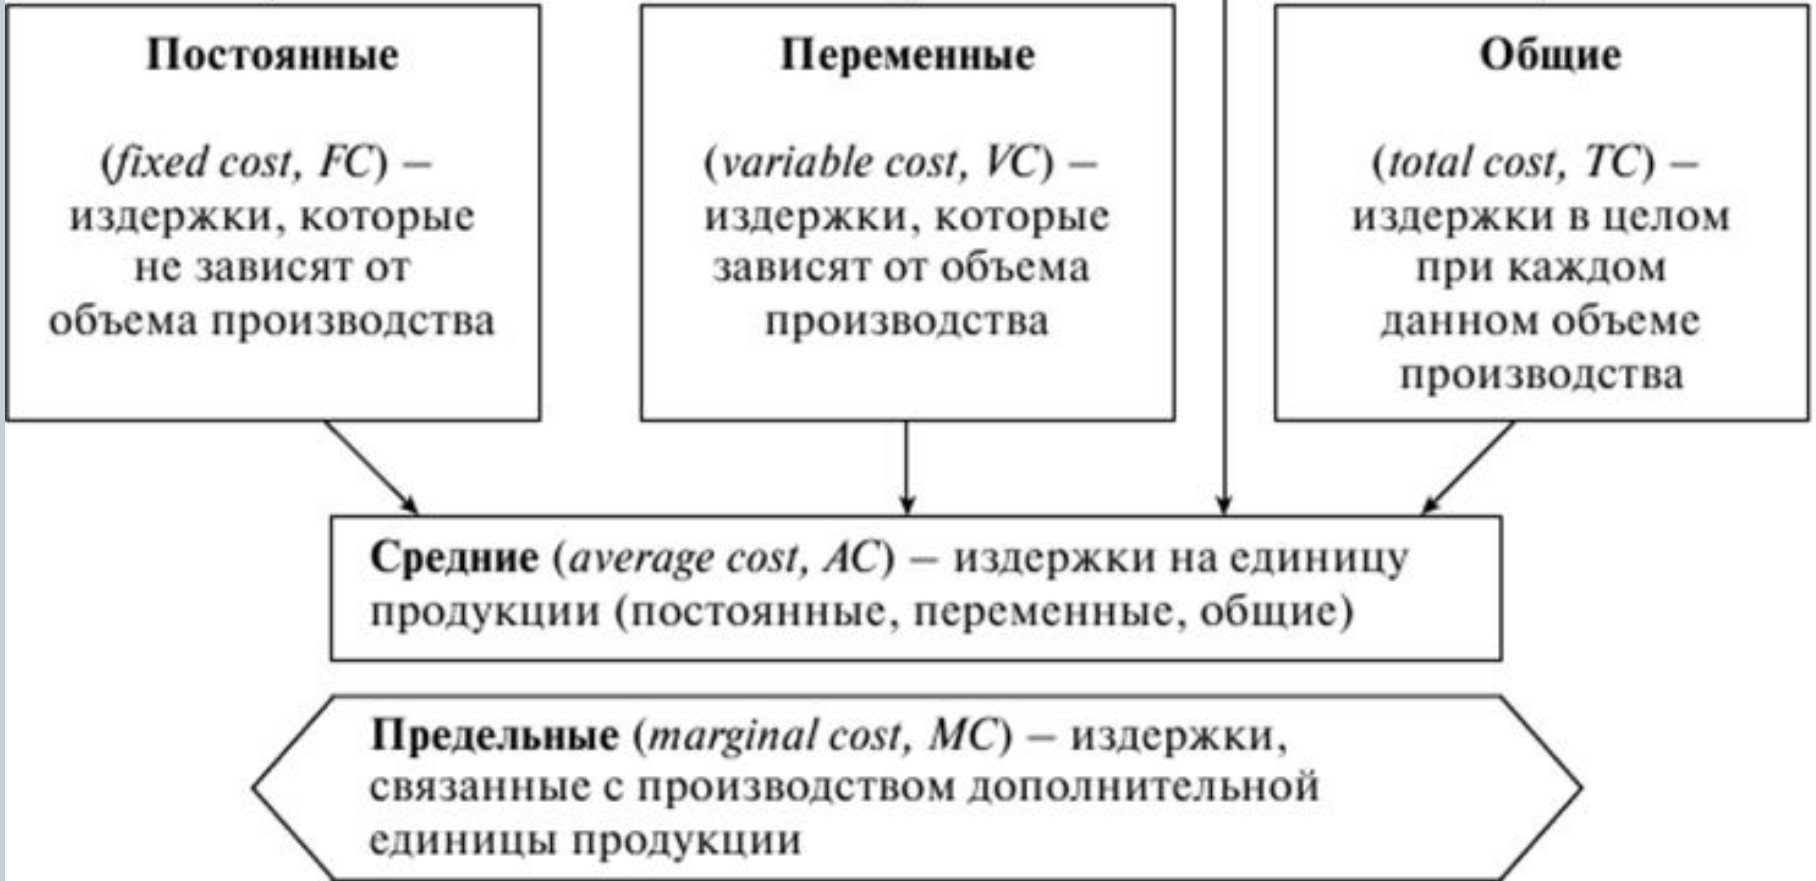 Постоянные
(fixed cost, FC) –
издержки, которые
не зависят от
объема производства
Переменные
(variable cost, VC) –
издержки, которые
зависят от объема
производства
Общие
(total cost, TC) –
издержки в целом
при каждом
данном объеме
производства
Средние (average cost, AC) – издержки на единицу
продукции (постоянные, переменные, общие)
Предельные (marginal cost, MC) – издержки,
связанные с производством дополнительной
единицы продукции